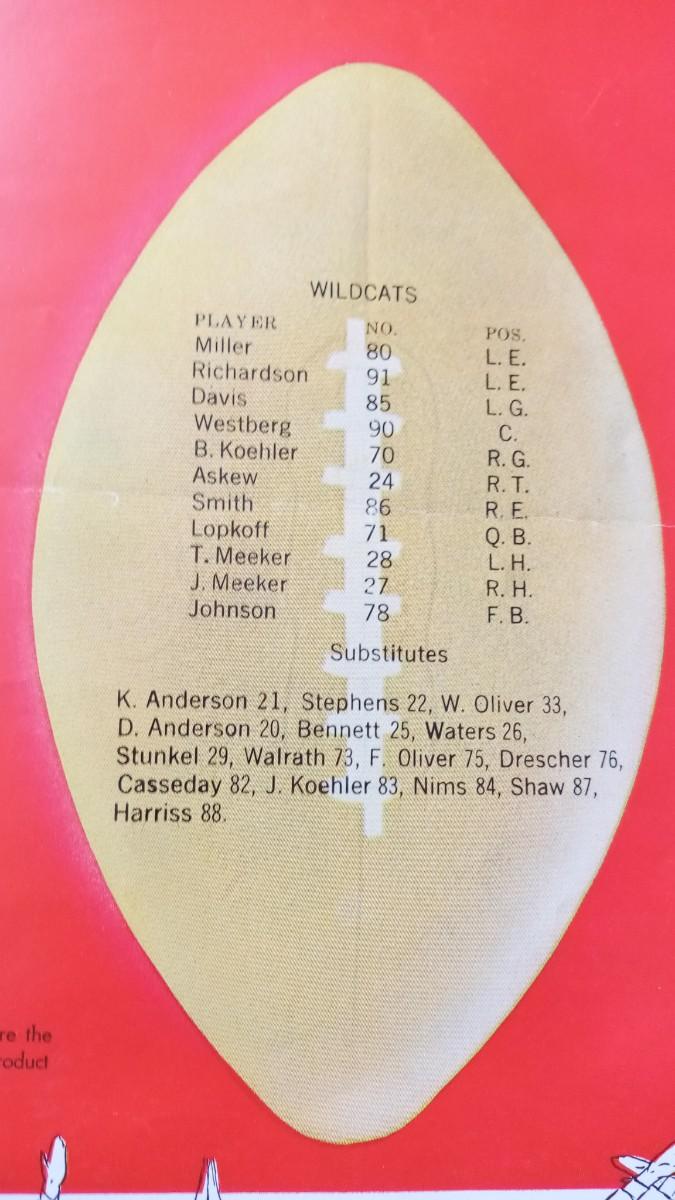 WILDCATS
PLAYER NO. POS.
Miller 80 L. E.
Richardson 91 L. E.
Davis 85 L. G.
Westberg 90 C.
B. Koehler 70 R. G.
Askew 24 R. T.
Smith 86 R. E.
Lopkoff 71 Q. B.
T. Meeker 28 L. H.
J. Meeker 27 R. H.
Johnson 78 F. B.
Substitutes
K. Anderson 21, Stephens 22, W. Oliver 33,
D. Anderson 20, Bennett 25, Waters 26,
Stunkel 29, Walrath 73, F. Oliver 75, Drescher 76,
Casseday 82, J. Koehler 83, Nims 84, Shaw 87,
Harriss 88.
re the
roduct